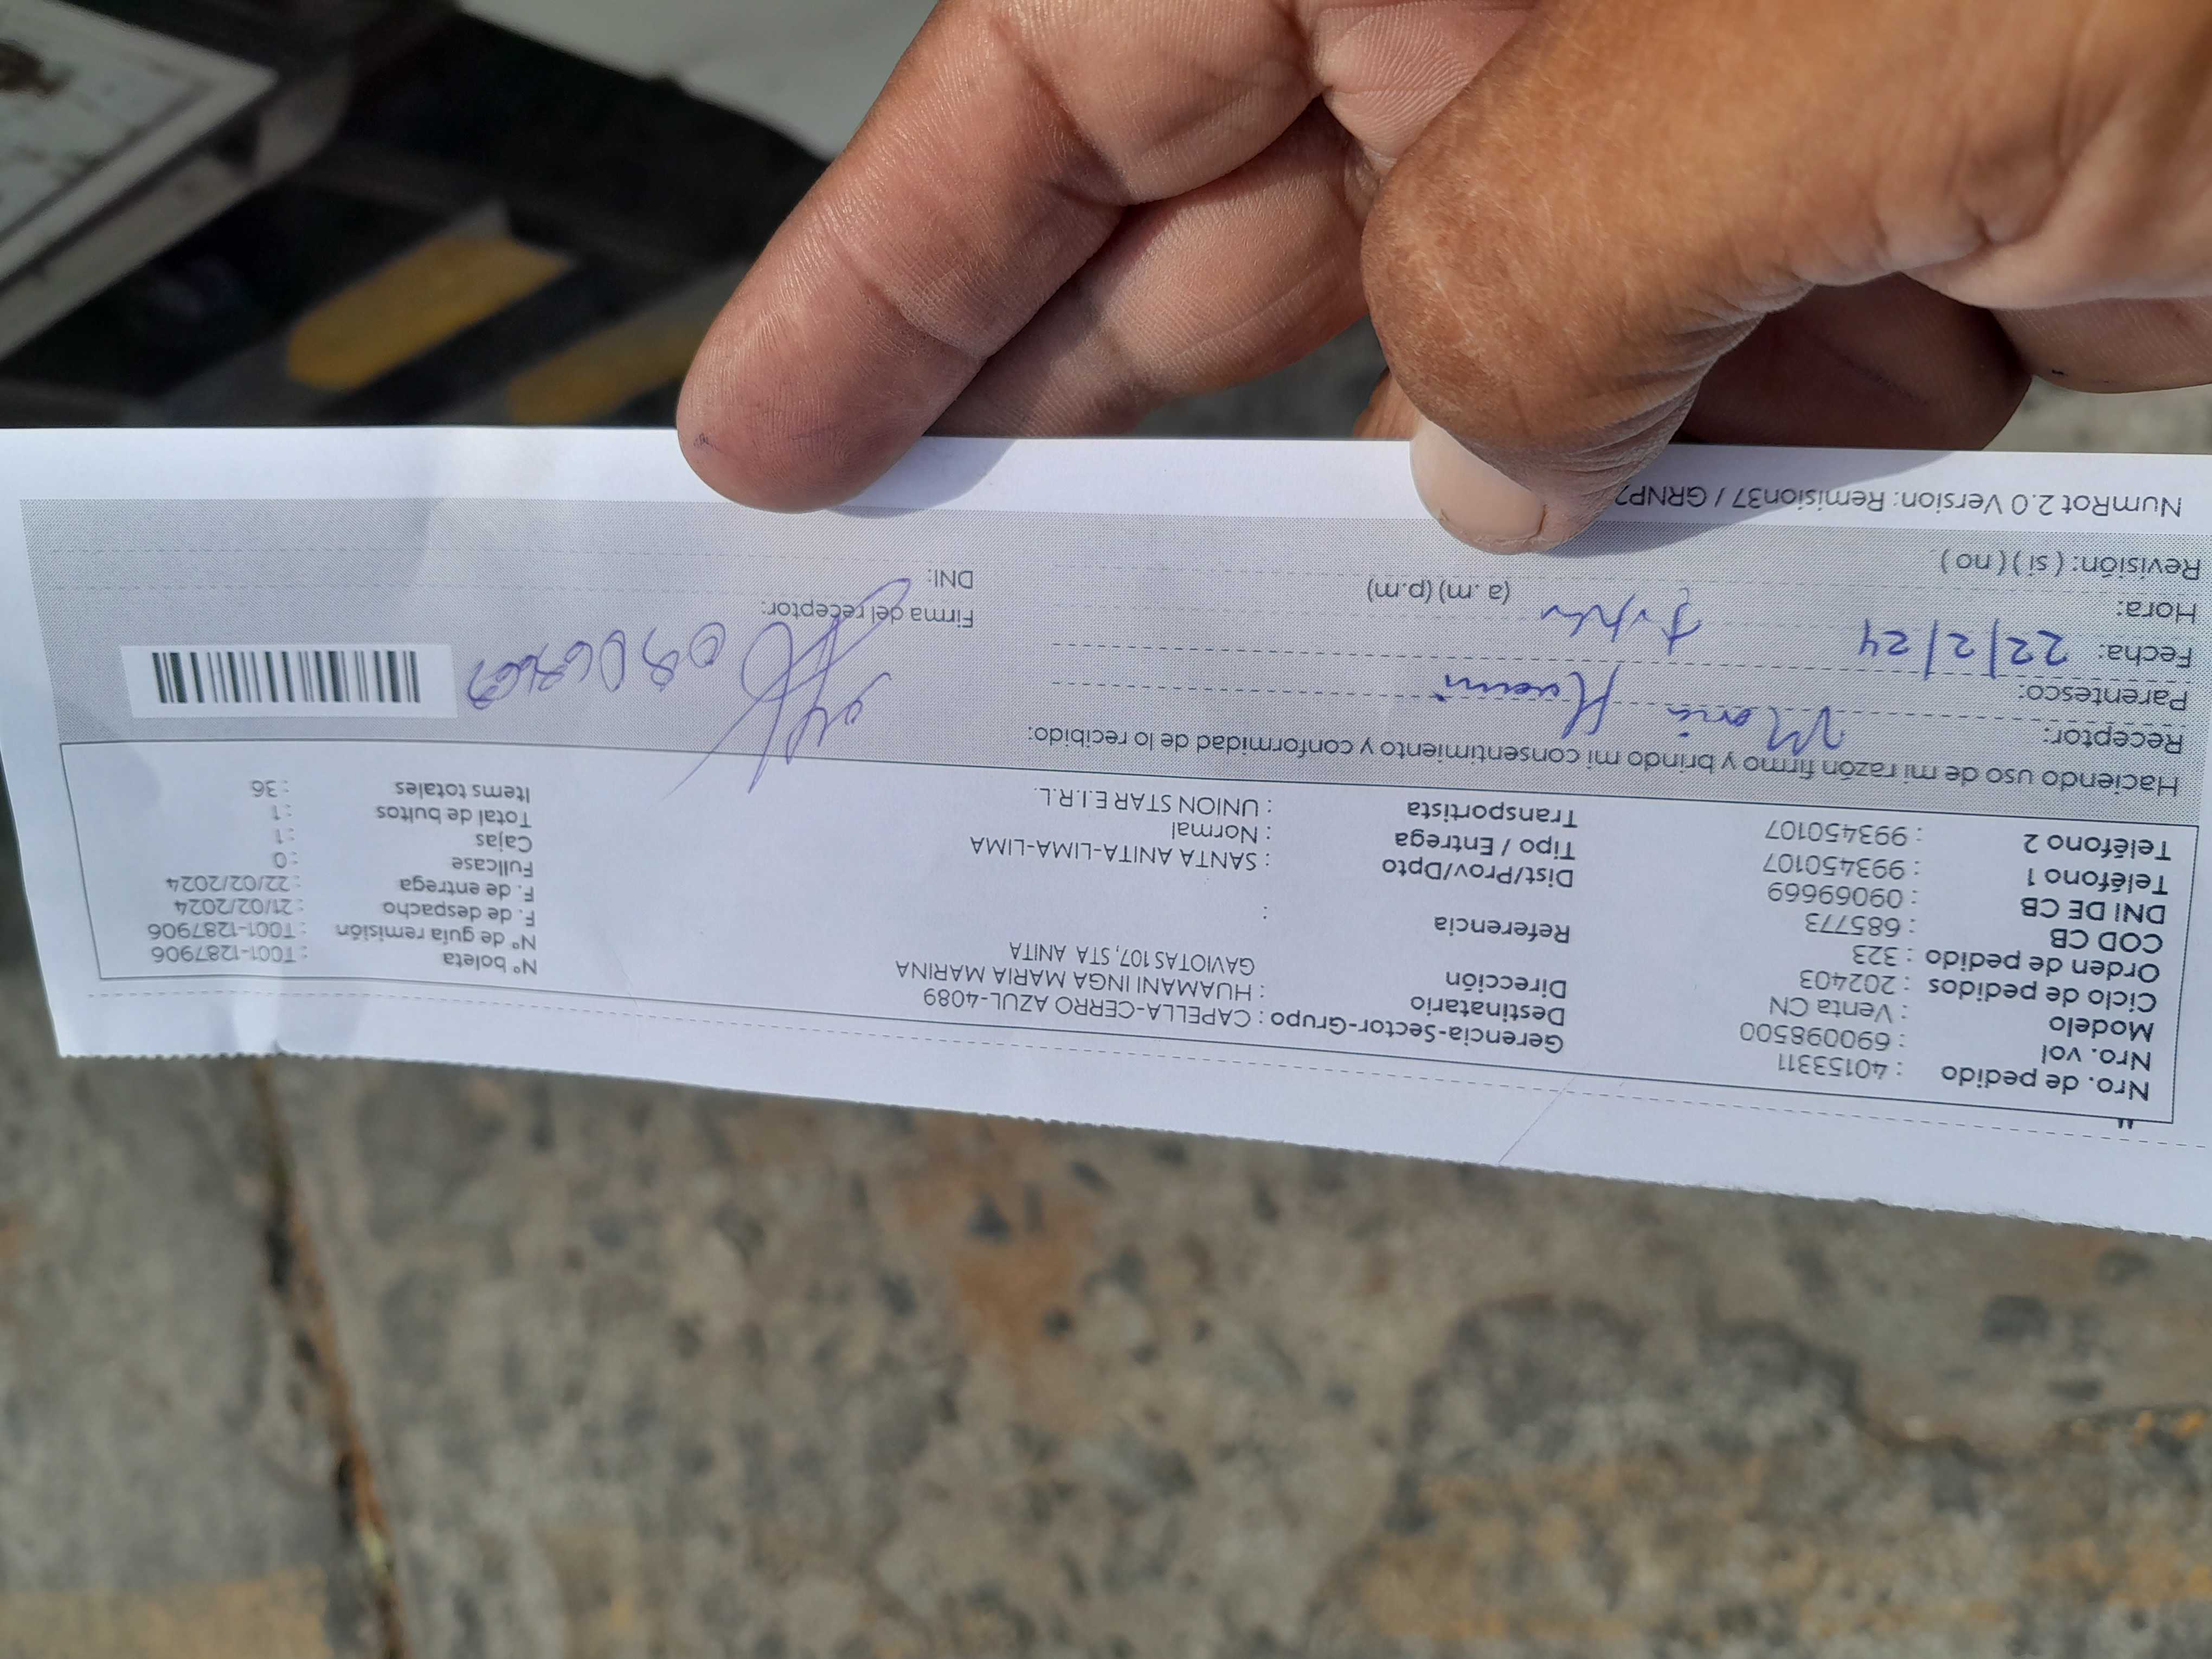 Nro. de pedido : 40153311
Nro. vol : 690098500
Modelo : Venta CN
Ciclo de pedidos : 202403
Orden de pedido : 323
COD CB : 685773
DNI DE CB : 09069669
Teléfono 1 : 993450107
Teléfono 2 : 993450107
Gerencia-Sector-Grupo : CAPELLA-CERRO AZUL-4089
Destinatario : HUAMANI INGA MARIA MARINA
Dirección GAVIOTAS 107, STA ANITA
Referencia :
Dist/Prov/Dpto : SANTA ANITA-LIMA-LIMA
Tipo / Entrega : Normal
Transportista : UNION STAR E.I.R.L.
N° boleta : T001-1287906
N° de guía remisión : T001-1287906
F. de despacho : 21/02/2024
F. de entrega : 22/02/2024
Fullcase : 0
Cajas : 1
Total de bultos : 1
Items totales : 36
Haciendo uso de mi razón firmo y brindo mi consentimiento y conformidad de lo recibido:
Receptor: Maria
Parentesco:
Fecha: 22/2/24
Hora: (a. m) (p.m)
Revisión: ( sí ) ( no )
Firma del receptor:
DNI:
NumRot 2.0 Version: Remision37 / GRNP